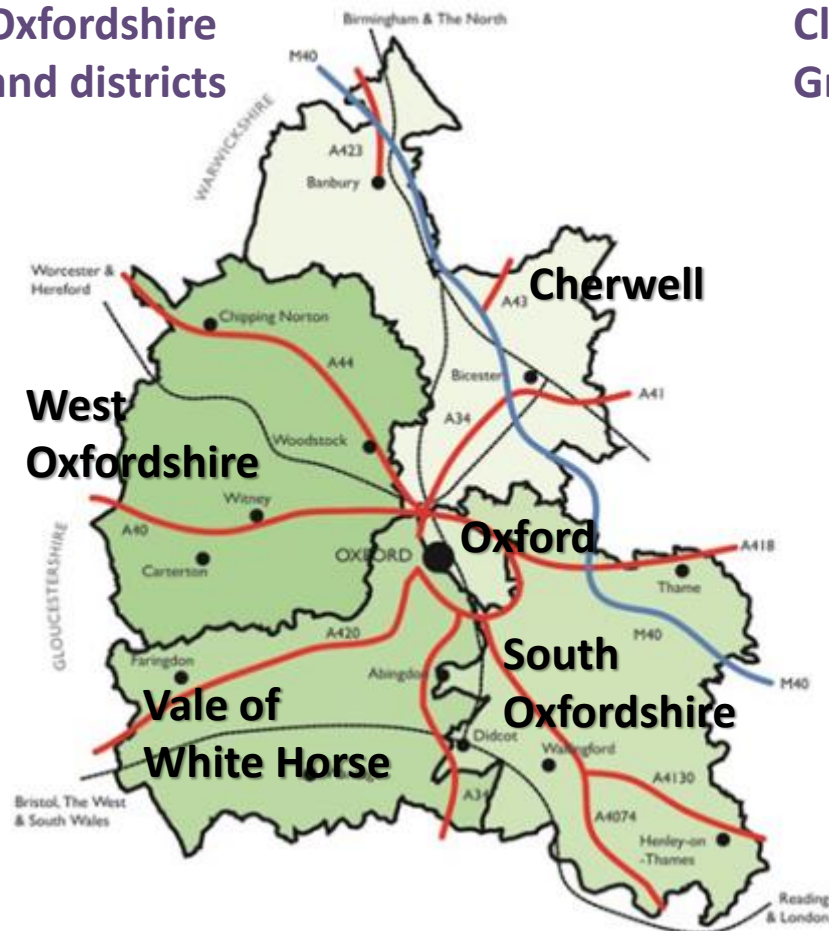 Oxfordshire
and districts
Cl
Gr
Birmingham & The North
M40
WARWICKSHIRE
A423
Banbury
Worcester &
Hereford
Cherwell
A43
Chipping Norton
A44
Bicester
A41
West
Oxfordshire
A34
Woodstock
Witney
A40
OXFORD
Oxford
A418
Carterton
Thame
GLOUCESTERSHIRE
A420
M40
Faringdon
South
Oxfordshire
Abingdon
M40
Vale of
White Horse
Didcot
Wallingford
A4130
Bristol, The West
& South Wales
A34
A4074
Henley-on
-Thames
Reading
& London